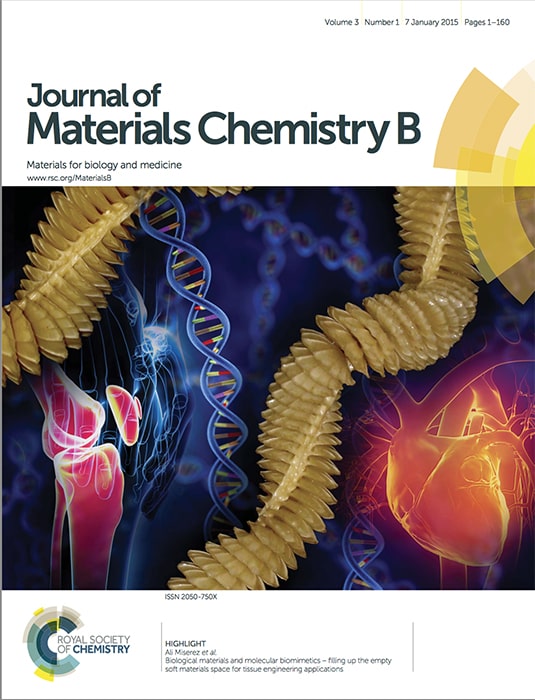 Volume 3 Number 1 7 January 2015 Pages 1–160
Journal of
Materials Chemistry B
Materials for biology and medicine
www.rsc.org/MaterialsB
ISSN 2050-750X
ROYAL SOCIETY
OF CHEMISTRY
HIGHLIGHT
Ali Miserez et al.
Biological materials and molecular biomimetics – filling up the empty
soft materials space for tissue engineering applications